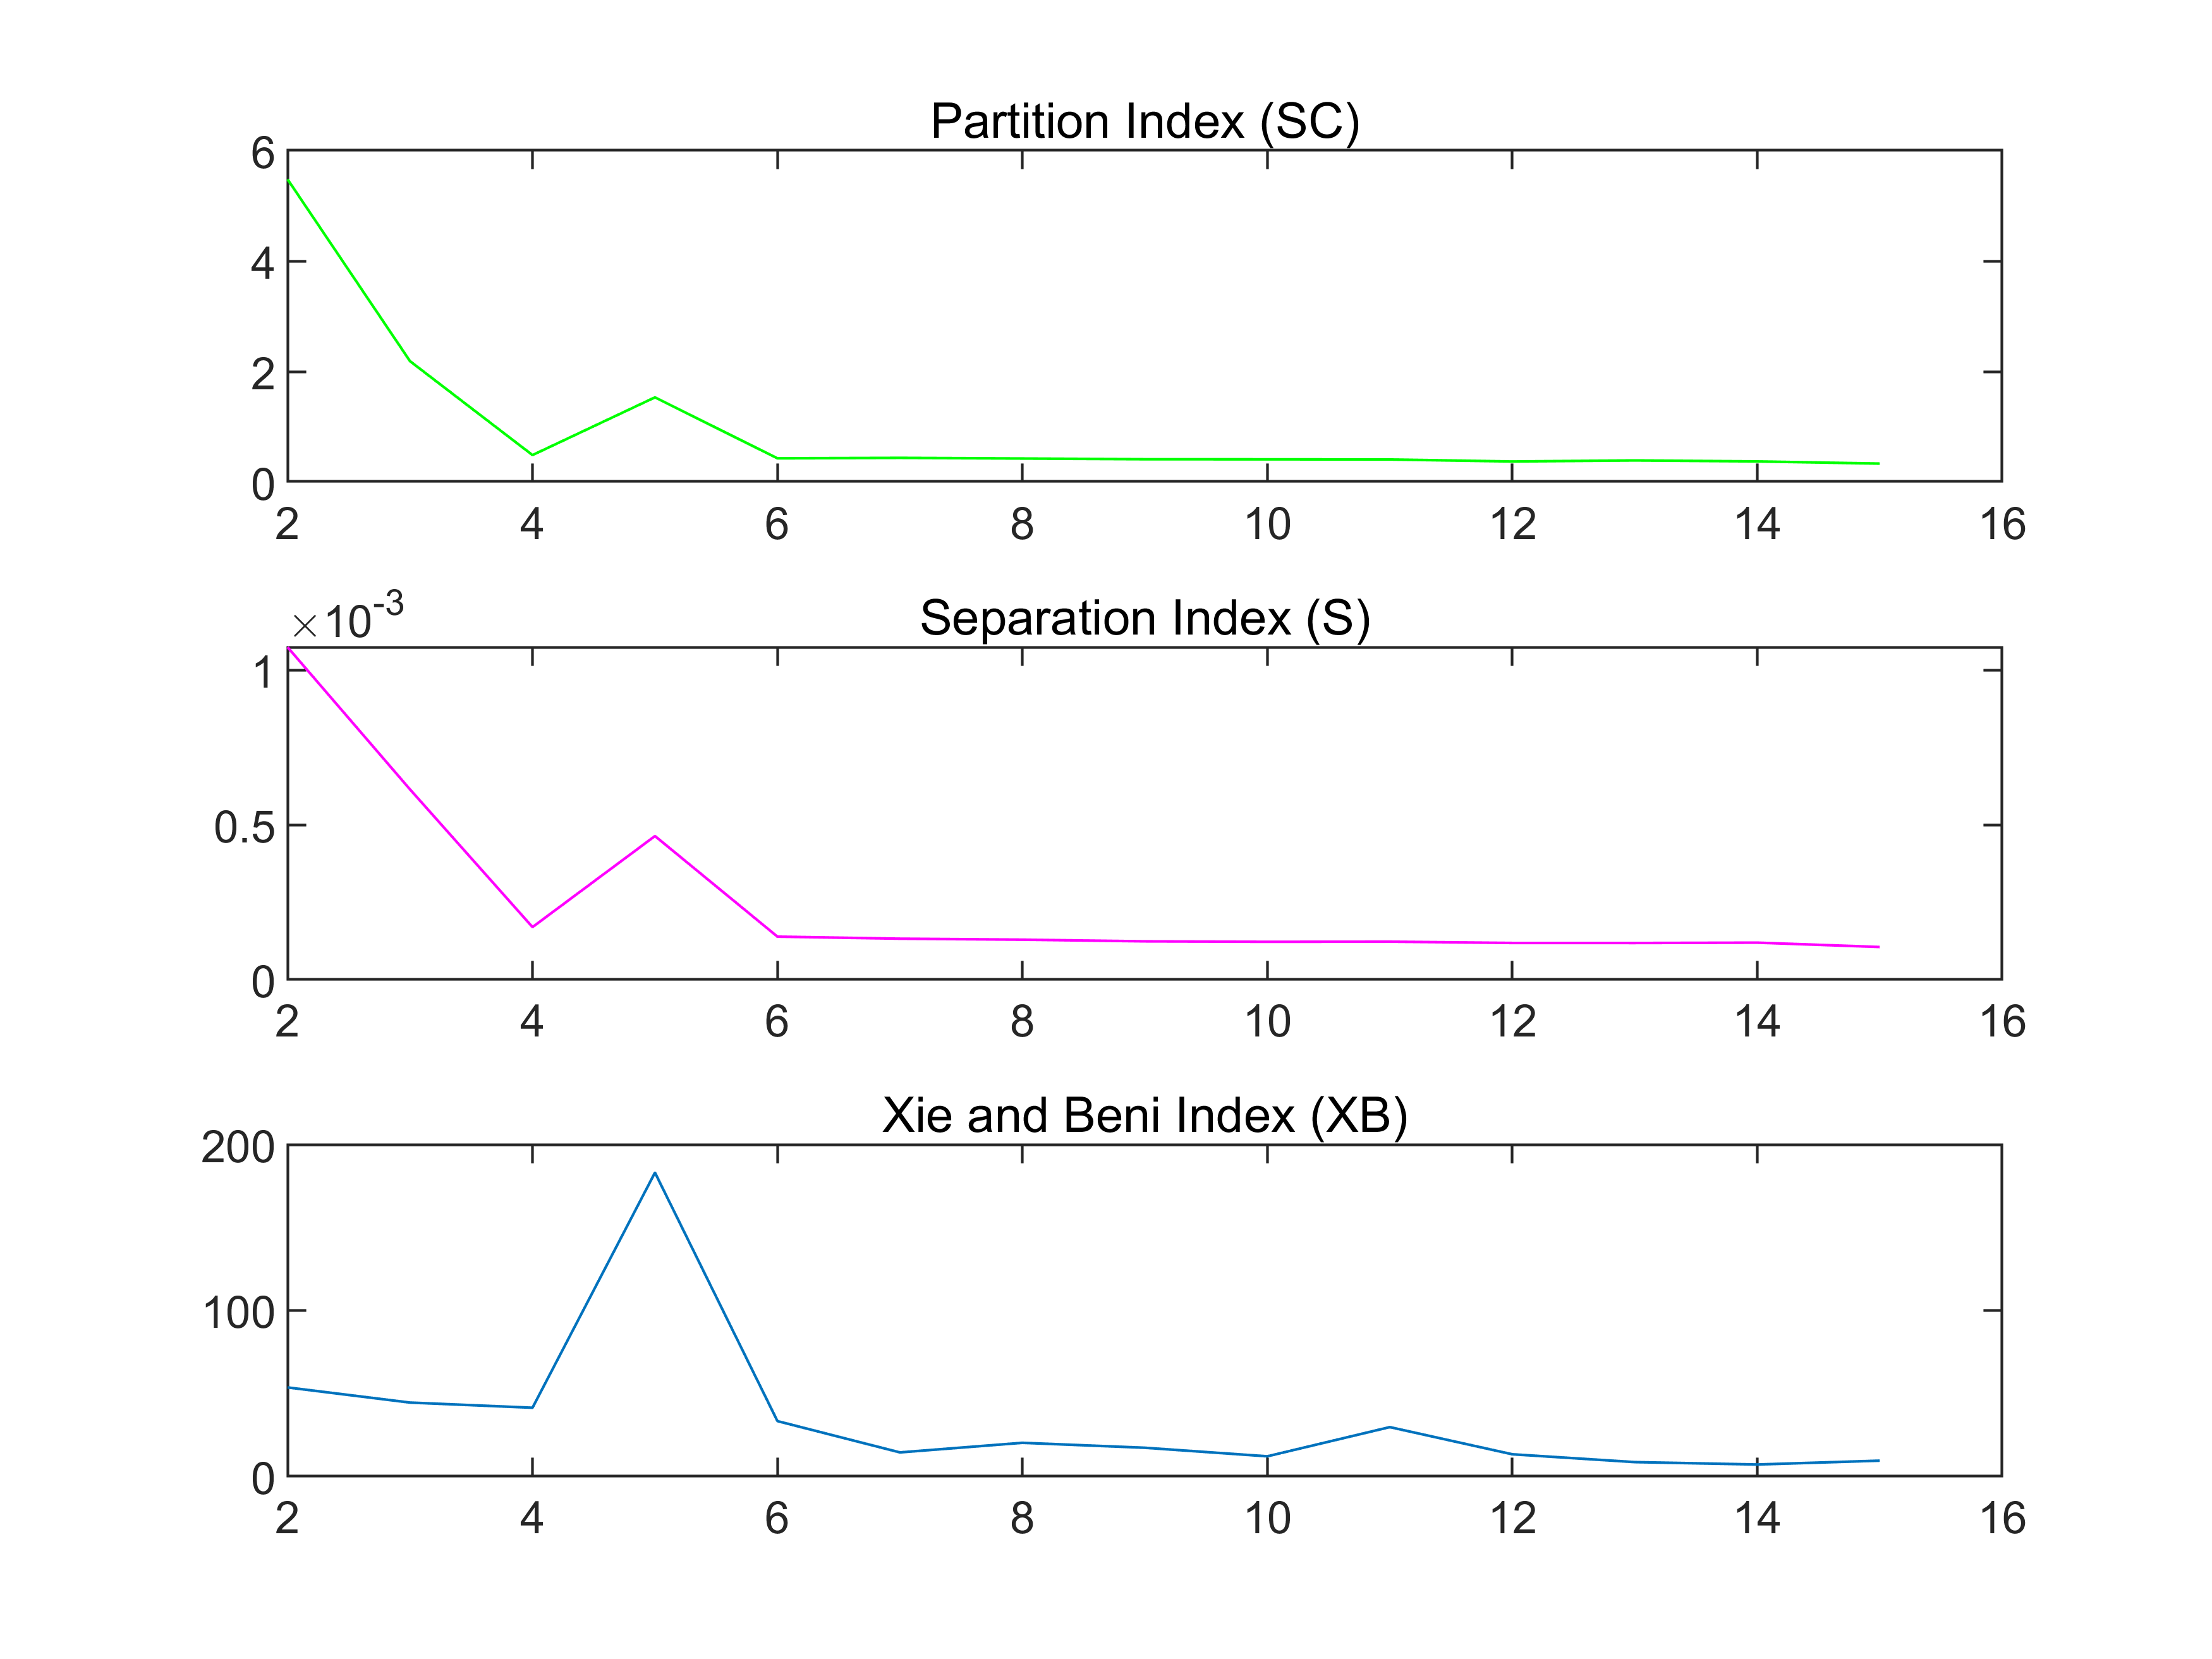 Partition Index (SC)
6
4
2
0
2 4 6 8 10 12 14 16
×10-3
Separation Index (S)
1
0.5
0
2 4 6 8 10 12 14 16
Xie and Beni Index (XB)
200
100
0
2 4 6 8 10 12 14 16